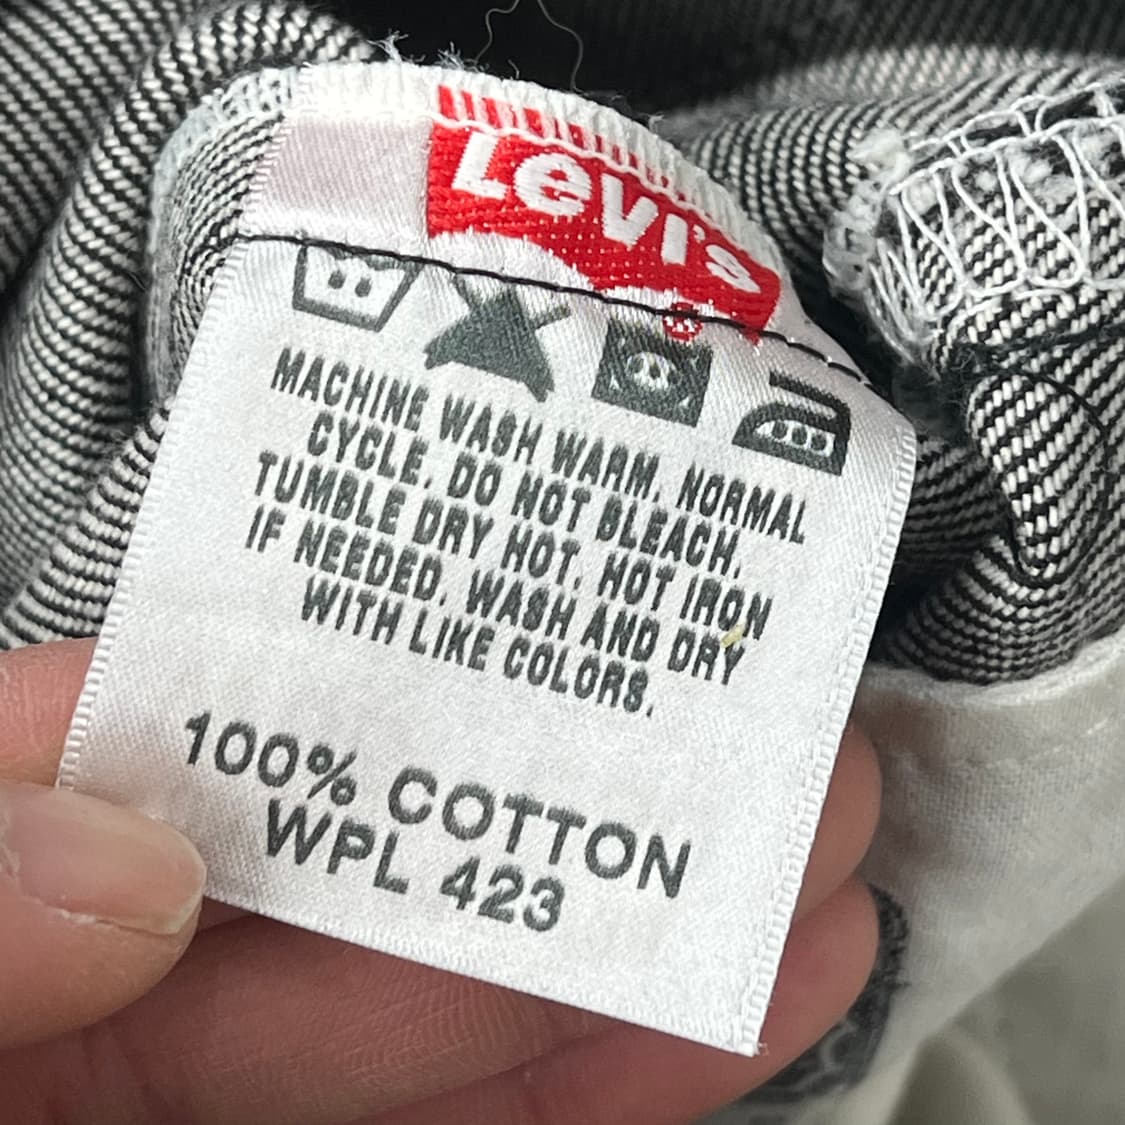 Levi's
®
MACHINE WASH WARM. NORMAL
CYCLE. DO NOT BLEACH.
TUMBLE DRY HOT. HOT IRON
IF NEEDED. WASH AND DRY
WITH LIKE COLORS.
100% COTTON
WPL 423